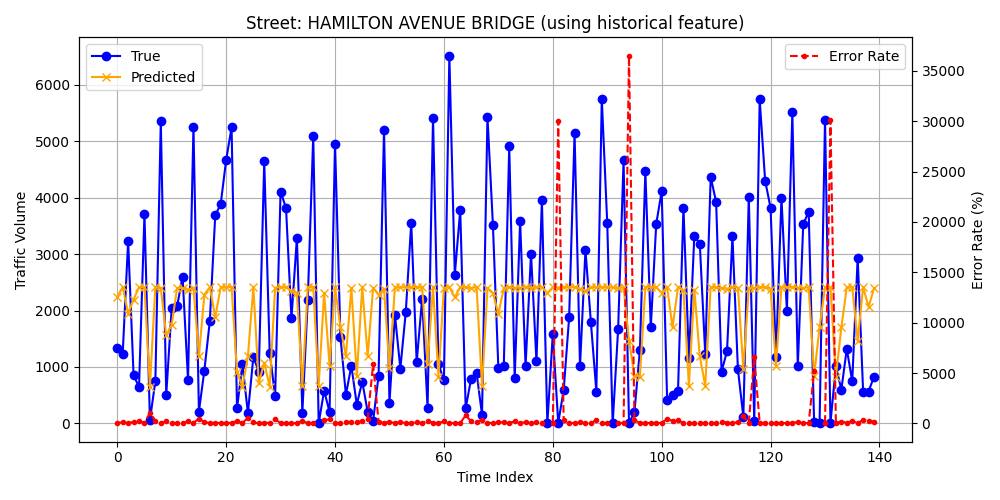 Street: HAMILTON AVENUE BRIDGE (using historical feature)
True
Predicted
Error Rate
Traffic Volume
6000
5000
4000
3000
2000
1000
0
35000
30000
25000
20000
15000
10000
5000
0
Error Rate (%)
0 20 40 60 80 100 120 140
Time Index